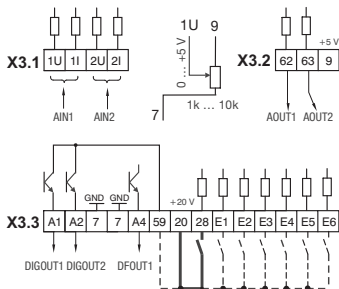 1U 9
X3.1 1U 1I 2U 2I
0 ... +5 V
AIN1 AIN2
7
1k ... 10k
+5 V
X3.2 62 63 9
AOUT1 AOUT2
GND GND +20 V
X3.3 A1 A2 7 7 A4 59 20 28 E1 E2 E3 E4 E5 E6
DIGOUT1 DIGOUT2 DFOUT1